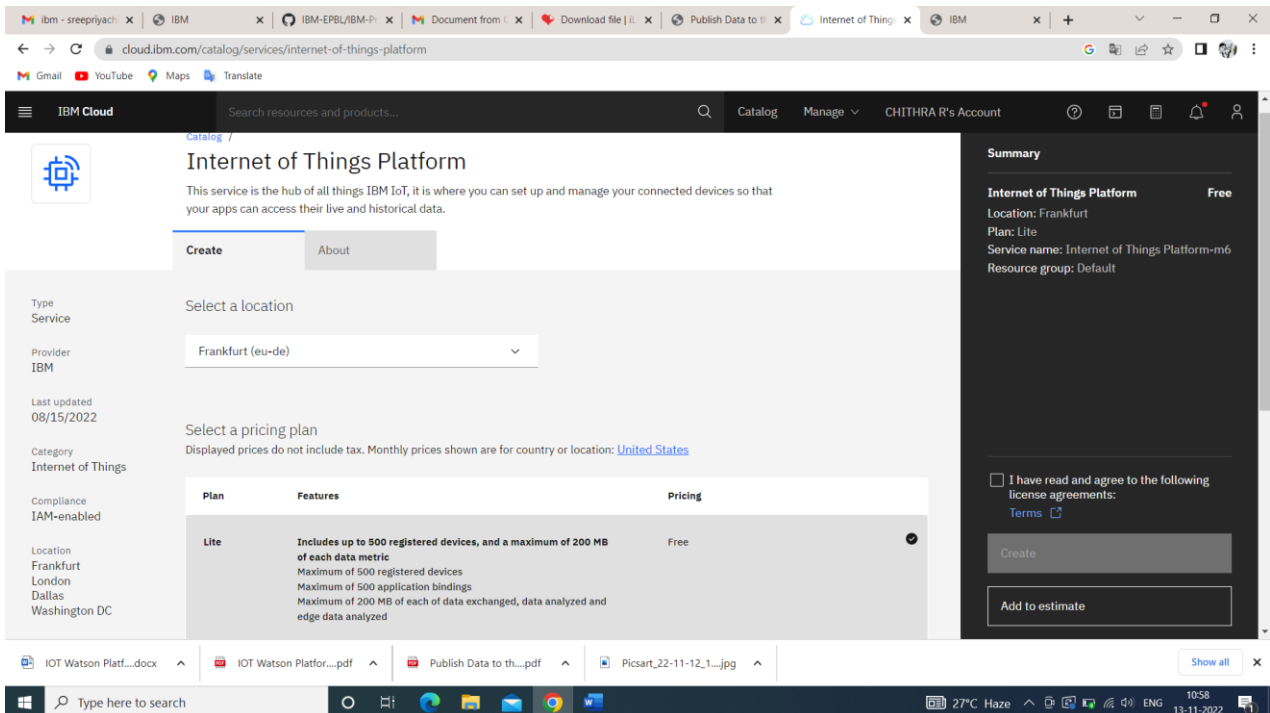 ibm - sreepriyach
IBM
IBM-EPBL/IBM-Pr
Document from C
Download file | iL
Publish Data to th
Internet of Thing
IBM
cloud.ibm.com/catalog/services/internet-of-things-platform
Gmail YouTube Maps Translate
IBM Cloud
Search resources and products...
Catalog
Manage
CHITHRA R's Account
Catalog /
Internet of Things Platform
This service is the hub of all things IBM IoT, it is where you can set up and manage your connected devices so that
your apps can access their live and historical data.
Create
About
Type
Service
Provider
IBM
Last updated
08/15/2022
Category
Internet of Things
Compliance
IAM-enabled
Location
Frankfurt
London
Dallas
Washington DC
Select a location
Frankfurt (eu-de)
Select a pricing plan
Displayed prices do not include tax. Monthly prices shown are for country or location: United States
Plan Features Pricing
Lite
Includes up to 500 registered devices, and a maximum of 200 MB
of each data metric
Maximum of 500 registered devices
Maximum of 500 application bindings
Maximum of 200 MB of each of data exchanged, data analyzed and
edge data analyzed
Free
Summary
Internet of Things Platform Free
Location: Frankfurt
Plan: Lite
Service name: Internet of Things Platform-m6
Resource group: Default
I have read and agree to the following
license agreements:
Terms
Create
Add to estimate
IOT Watson Platf....docx
IOT Watson Platfor....pdf
Publish Data to th....pdf
Picsart_22-11-12_1....jpg
Show all
Type here to search
27°C Haze
ENG
10:58
13-11-2022